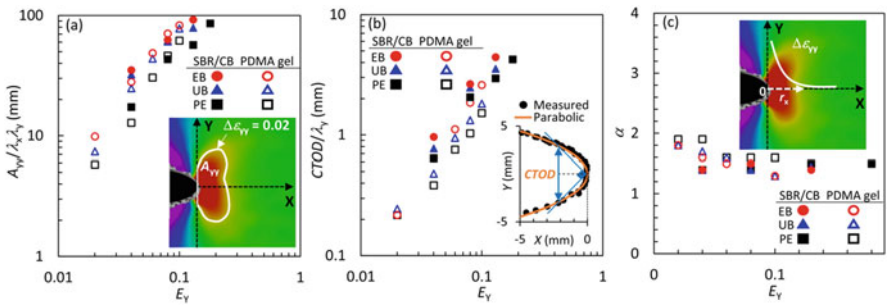 (a)
SBR/CB PDMA gel
EB
UB
PE
Y
Δε_YY = 0.02
A_YY
X
A_YY/λ_yλ_y (mm)
100
10
1
0.01
0.1
1
E_Y
(b)
SBR/CB PDMA gel
EB
UB
PE
Measured
Parabolic
CTOD
Y (mm)
5
0
-5
-5
0
X (mm)
CTOD/λ_y (mm)
10
1
0.1
0.01
0.1
1
E_Y
(c)
Y
Δε_YY
0
r_x
X
SBR/CB PDMA gel
EB
UB
PE
α
4
3
2
1
0
0
0.1
E_Y